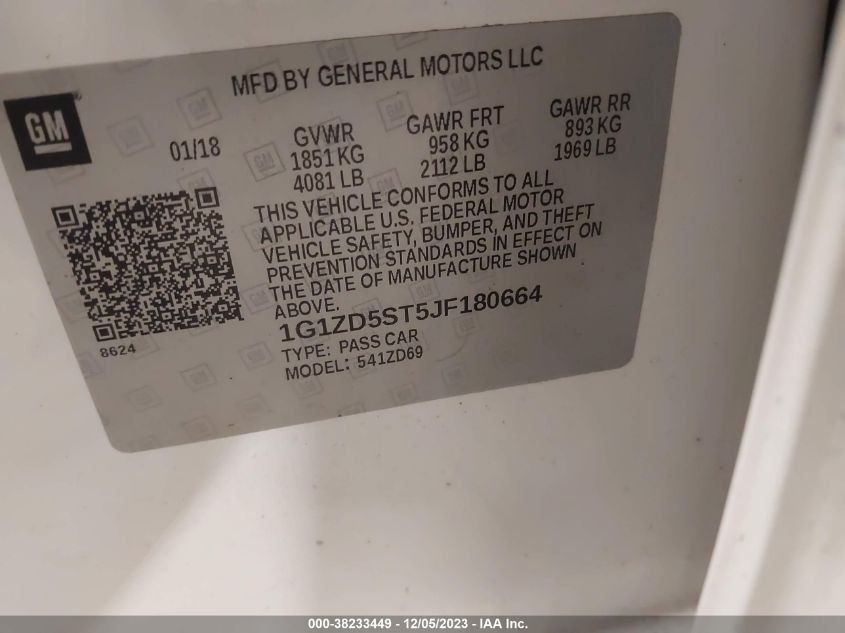 MFD BY GENERAL MOTORS LLC
GM
01/18
GVWR
1851 KG
4081 LB
GAWR FRT
958 KG
2112 LB
GAWR RR
893 KG
1969 LB
THIS VEHICLE CONFORMS TO ALL
APPLICABLE U.S. FEDERAL MOTOR
VEHICLE SAFETY, BUMPER, AND THEFT
PREVENTION STANDARDS IN EFFECT ON
THE DATE OF MANUFACTURE SHOWN
ABOVE.
1G1ZD5ST5JF180664
TYPE: PASS CAR
MODEL: 541ZD69
8624
000-38233449 - 12/05/2023 - IAA Inc.